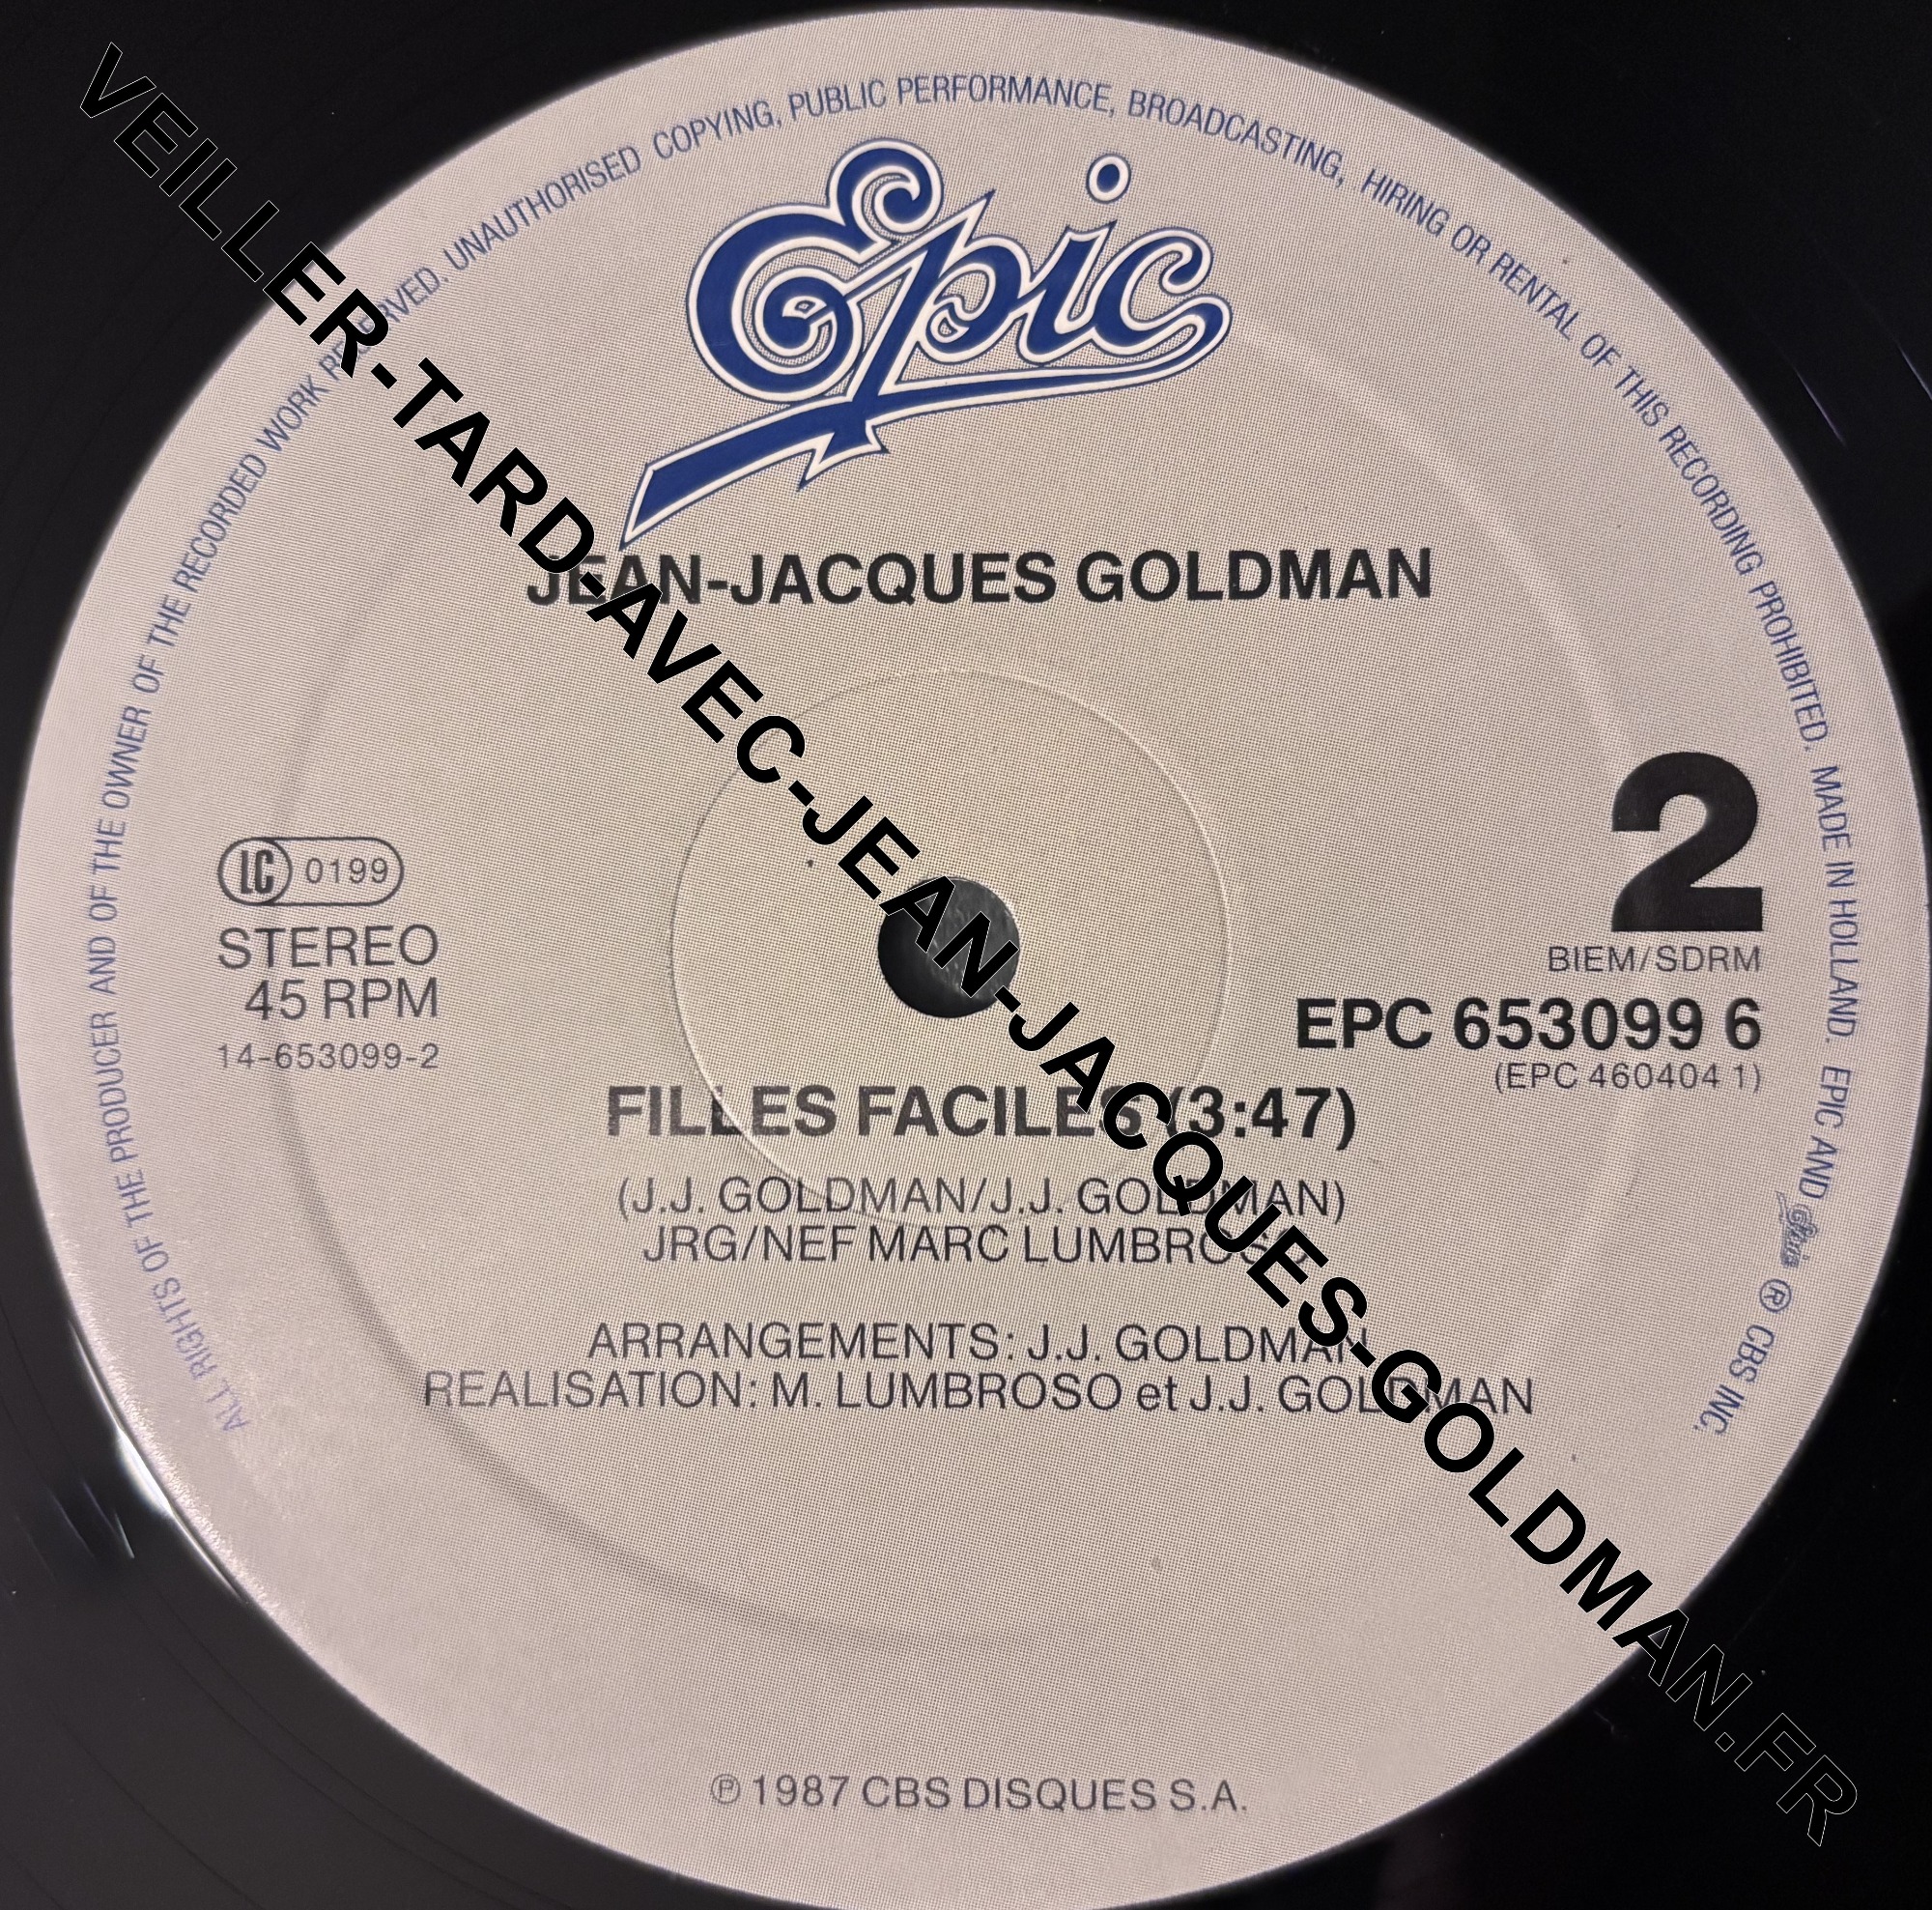 ALL RIGHTS OF THE PRODUCER AND OF THE OWNER OF THE RECORDED WORK RESERVED. UNAUTHORISED COPYING, PUBLIC PERFORMANCE, BROADCASTING, HIRING OR RENTAL OF THIS RECORDING PROHIBITED. MADE IN HOLLAND. EPIC AND Epic ® CBS INC.
Epic
JEAN-JACQUES GOLDMAN
2
LC 0199
STEREO
45 RPM
14-653099-2
BIEM/SDRM
EPC 653099 6
(EPC 460404 1)
FILLES FACILES (3:47)
(J.J. GOLDMAN/J.J. GOLDMAN)
JRG/NEF MARC LUMBROSO
ARRANGEMENTS: J.J. GOLDMAN
REALISATION: M. LUMBROSO et J.J. GOLDMAN
℗ 1987 CBS DISQUES S.A.
VEILLER-TARD-AVEC-JEAN-JACQUES-GOLDMAN.FR